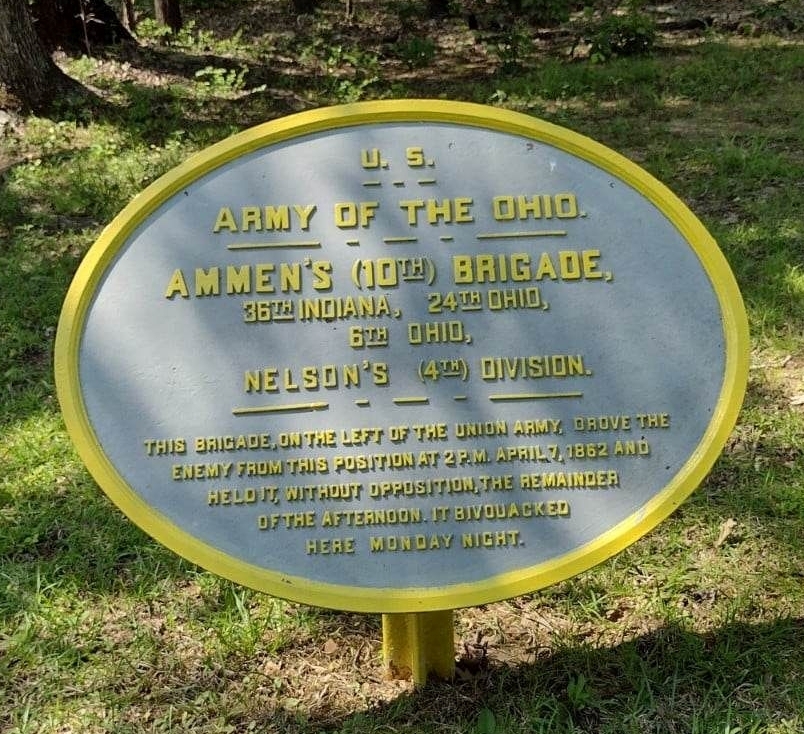 U. S.
ARMY OF THE OHIO.
AMMEN'S (10TH) BRIGADE,
36TH INDIANA, 24TH OHIO,
6TH OHIO,
NELSON'S (4TH) DIVISION.
THIS BRIGADE, ON THE LEFT OF THE UNION ARMY, DROVE THE
ENEMY FROM THIS POSITION AT 2 P.M. APRIL 7, 1862 AND
HELD IT, WITHOUT OPPOSITION, THE REMAINDER
OF THE AFTERNOON. IT BIVOUACKED
HERE MONDAY NIGHT.